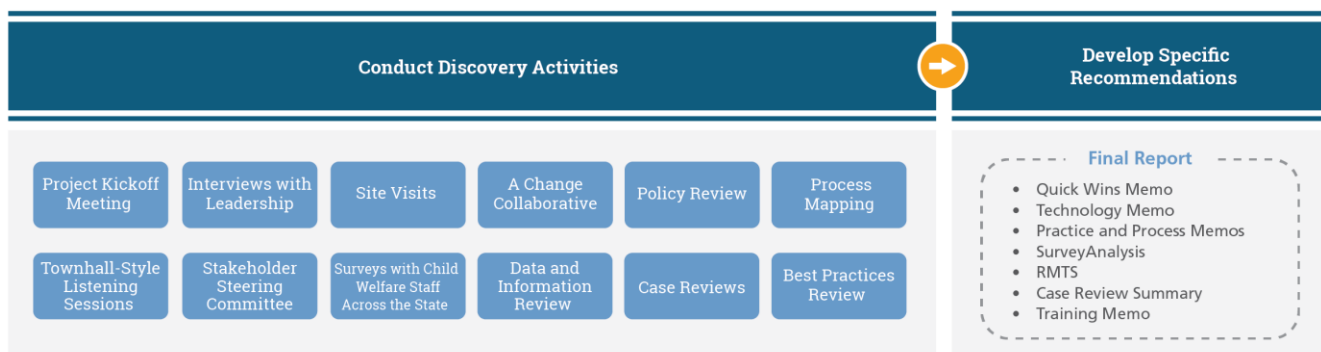 Conduct Discovery Activities
Develop Specific
Recommendations
Project Kickoff
Meeting
Interviews with
Leadership
Site Visits
A Change
Collaborative
Policy Review
Process
Mapping
Townhall-Style
Listening
Sessions
Stakeholder
Steering
Committee
Surveys with Child
Welfare Staff
Across the State
Data and
Information
Review
Case Reviews
Best Practices
Review
Final Report
• Quick Wins Memo
• Technology Memo
• Practice and Process Memos
• SurveyAnalysis
• RMTS
• Case Review Summary
• Training Memo